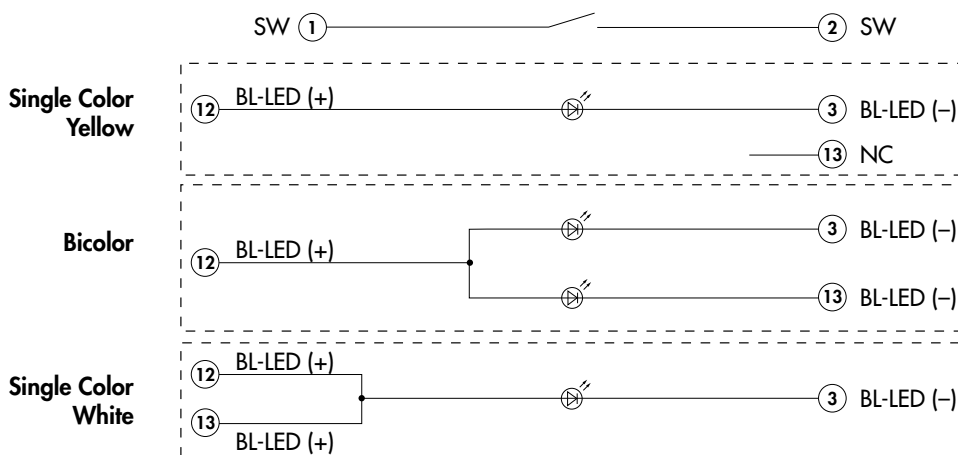 SW 1 2 SW
Single Color
Yellow
12 BL-LED (+) 3 BL-LED (–)
13 NC
Bicolor
12 BL-LED (+)
3 BL-LED (–)
13 BL-LED (–)
Single Color
White
12 BL-LED (+)
3 BL-LED (–)
13 BL-LED (+)